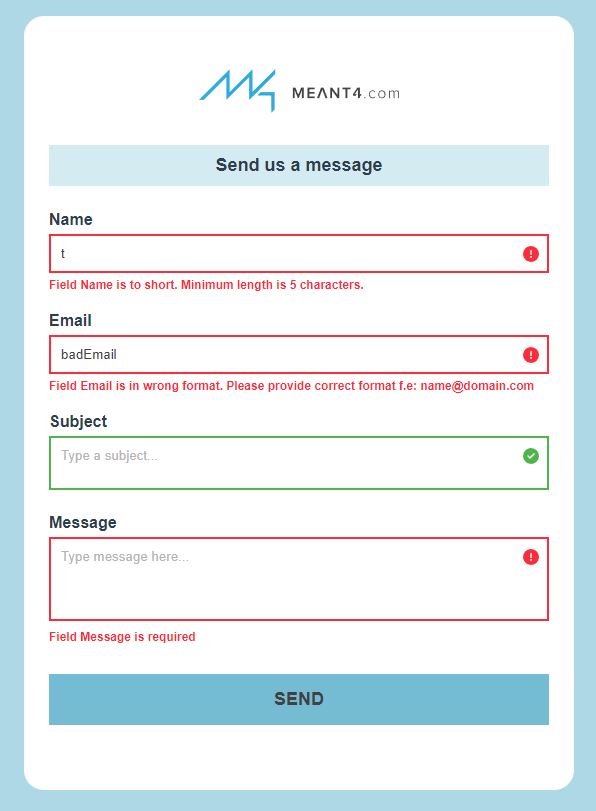 MEANT4.com
Send us a message
Name
t
Field Name is to short. Minimum length is 5 characters.
Email
badEmail
Field Email is in wrong format. Please provide correct format f.e: name@domain.com
Subject
Type a subject...
Message
Type message here...
Field Message is required
SEND